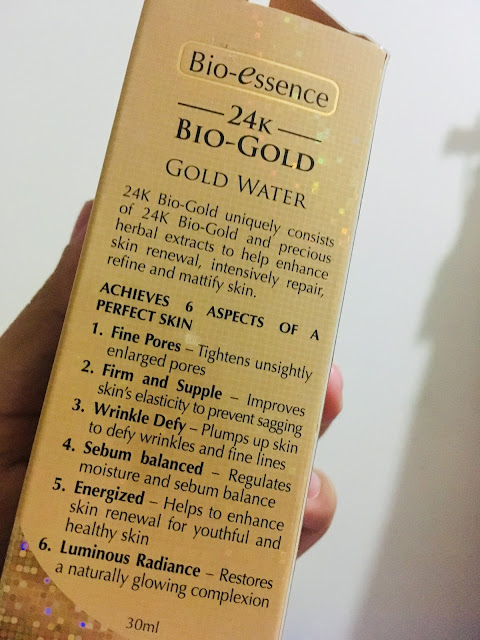 Bio-essence
24K
BIO-GOLD
GOLD WATER
24K Bio-Gold uniquely consists
of 24K Bio-Gold and precious
herbal extracts to help enhance
skin renewal, intensively repair,
refine and mattify skin.
ACHIEVES 6 ASPECTS OF A
PERFECT SKIN
1. Fine Pores – Tightens unsightly
enlarged pores
2. Firm and Supple – Improves
skin's elasticity to prevent sagging
3. Wrinkle Defy – Plumps up skin
to defy wrinkles and fine lines
4. Sebum balanced – Regulates
moisture and sebum balance
5. Energized – Helps to enhance
skin renewal for youthful and
healthy skin
6. Luminous Radiance – Restores
a naturally glowing complexion
30ml